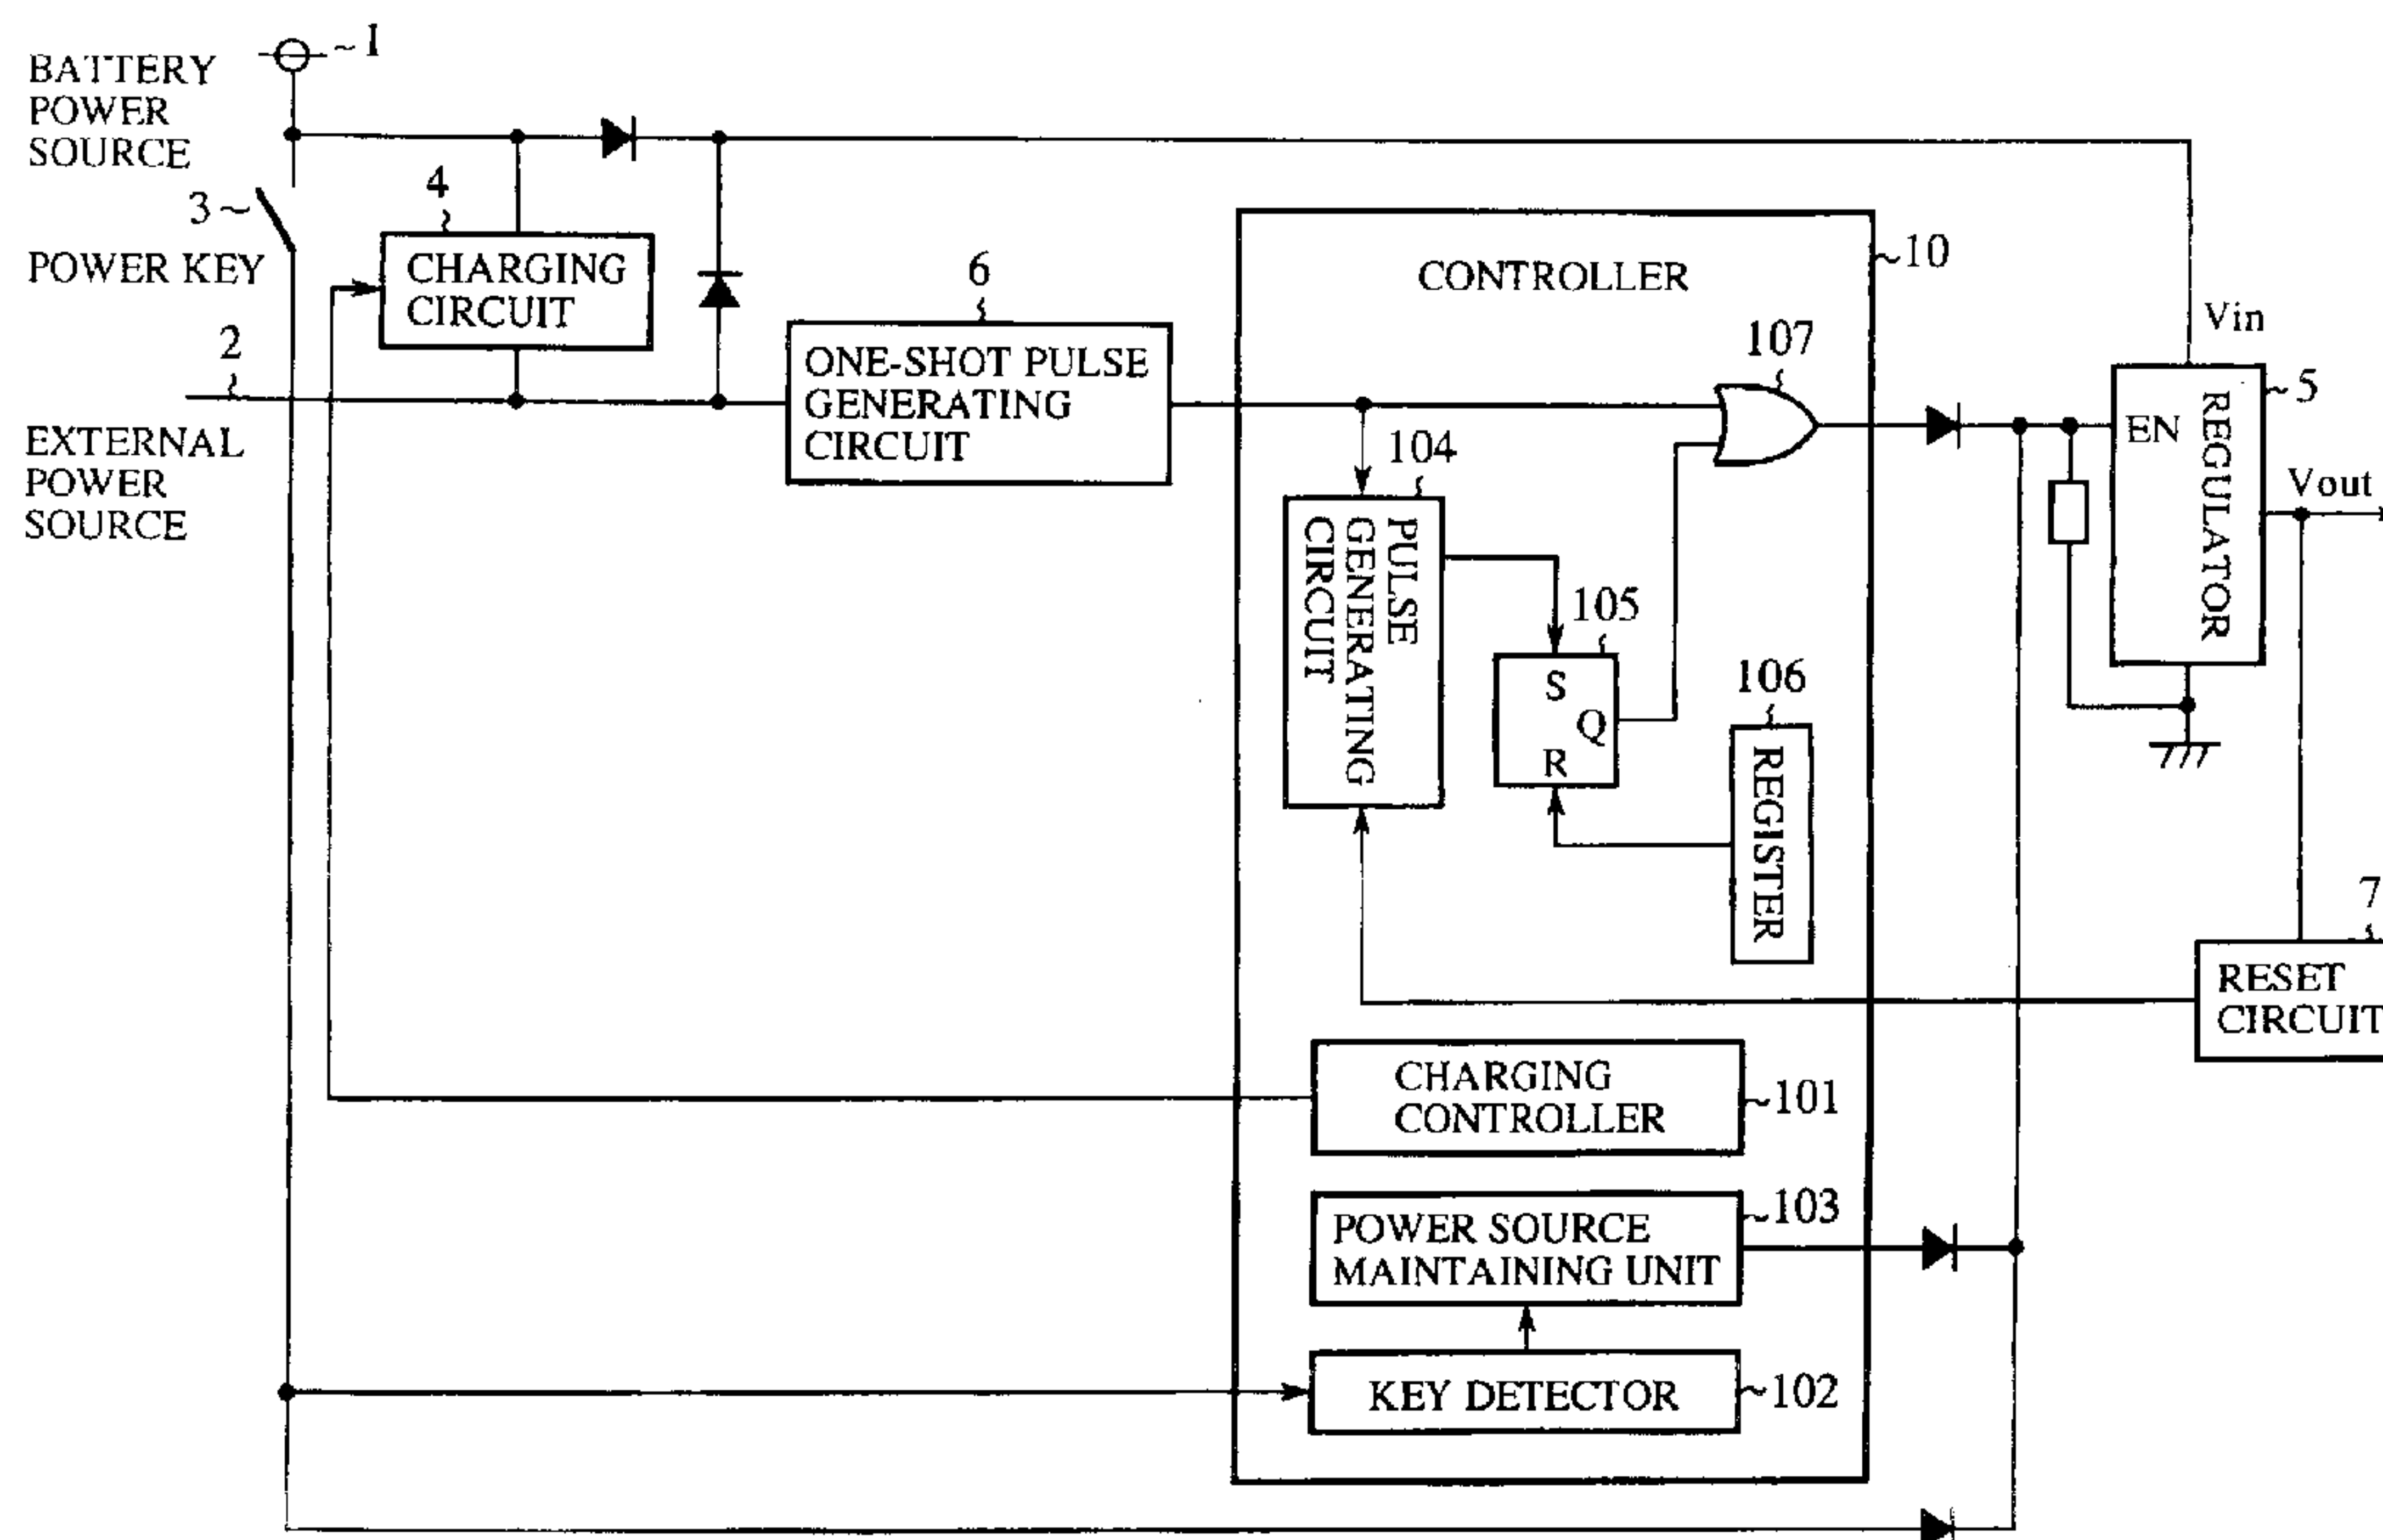 1
BATTERY
POWER
SOURCE
3
POWER KEY
4
CHARGING
CIRCUIT
2
EXTERNAL
POWER
SOURCE
6
ONE-SHOT PULSE
GENERATING
CIRCUIT
CONTROLLER
10
107
104
PULSE
GENERATING
CIRCUIT
105
S
Q
R
106
REGISTER
Vin
5
EN
REGULATOR
Vout
7
RESET
CIRCUIT
CHARGING
CONTROLLER
101
POWER SOURCE
MAINTAINING UNIT
103
KEY DETECTOR
102